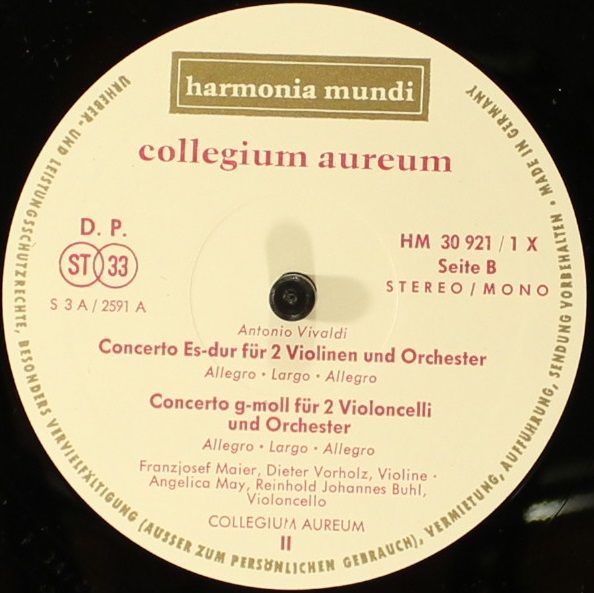 harmonia mundi
collegium aureum
D. P.
ST 33
S 3 A / 2591 A
HM 30 921 / 1 X
Seite B
STEREO / MONO
Antonio Vivaldi
Concerto Es-dur für 2 Violinen und Orchester
Allegro · Largo · Allegro
Concerto g-moll für 2 Violoncelli
und Orchester
Allegro · Largo · Allegro
Franzjosef Maier, Dieter Vorholz, Violine ·
Angelica May, Reinhold Johannes Buhl,
Violoncello
COLLEGIUM AUREUM
II
URHEBER- UND LEISTUNGSSCHUTZRECHTE, BESONDERS VERVIELFÄLTIGUNG (AUSSER ZUM PERSÖNLICHEN GEBRAUCH), VERMIETUNG, AUFFÜHRUNG, SENDUNG VORBEHALTEN • MADE IN GERMANY